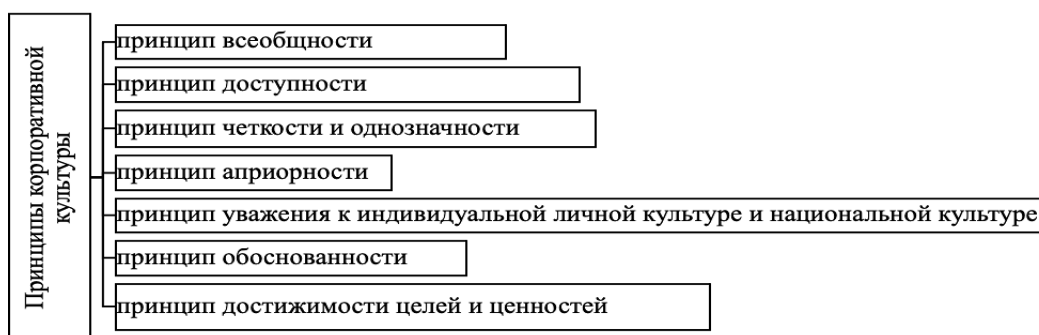 Принципы корпоративной
культуры
принцип всеобщности
принцип доступности
принцип четкости и однозначности
принцип априорности
принцип уважения к индивидуальной личной культуре и национальной культуре
принцип обоснованности
принцип достижимости целей и ценностей